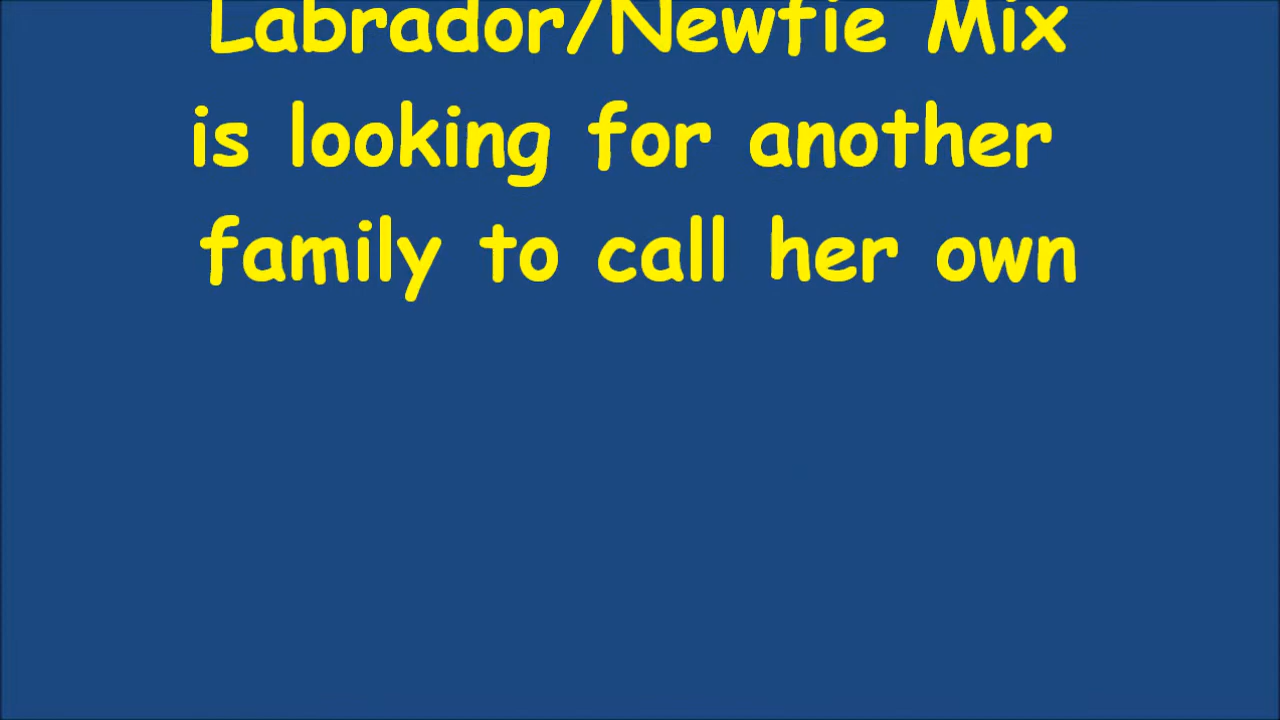 Labrador/Newfie Mix
is looking for another
family to call her own